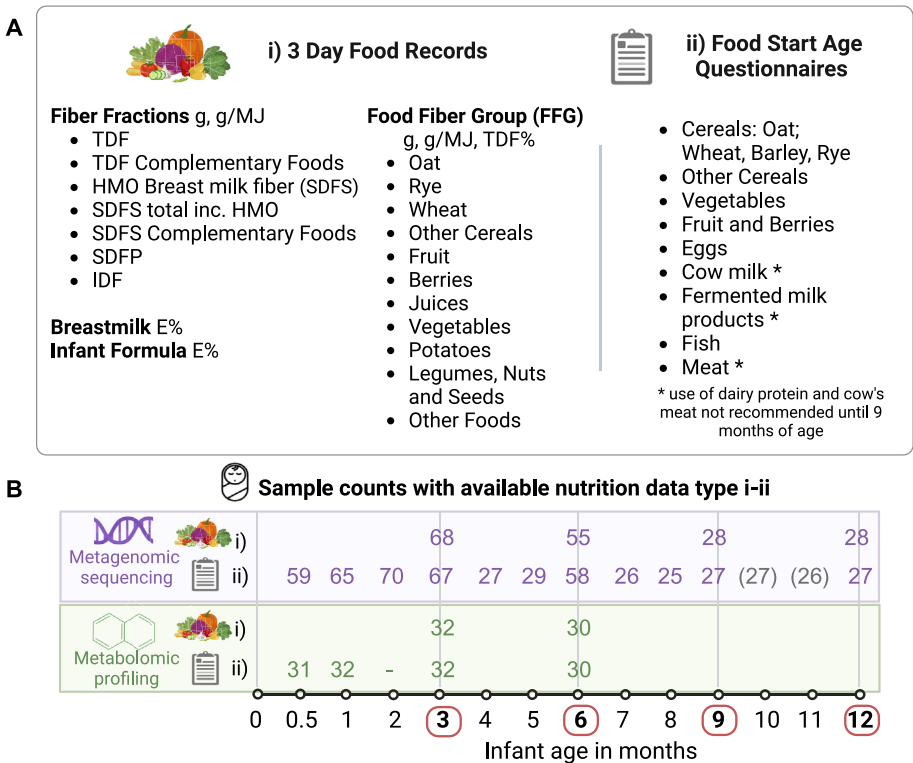 A
i) 3 Day Food Records
Fiber Fractions g, g/MJ
• TDF
• TDF Complementary Foods
• HMO Breast milk fiber (SDFS)
• SDFS total inc. HMO
• SDFS Complementary Foods
• SDFP
• IDF
Breastmilk E%
Infant Formula E%
Food Fiber Group (FFG)
g, g/MJ, TDF%
• Oat
• Rye
• Wheat
• Other Cereals
• Fruit
• Berries
• Juices
• Vegetables
• Potatoes
• Legumes, Nuts
and Seeds
• Other Foods
ii) Food Start Age
Questionnaires
• Cereals: Oat;
Wheat, Barley, Rye
• Other Cereals
• Vegetables
• Fruit and Berries
• Eggs
• Cow milk *
• Fermented milk
products *
• Fish
• Meat *
* use of dairy protein and cow's
meat not recommended until 9
months of age
B
Sample counts with available nutrition data type i-ii
Metagenomic
sequencing
i) 68 55 28 28
ii) 59 65 70 67 27 29 58 26 25 27 (27) (26) 27
Metabolomic
profiling
i) 32 30
ii) 31 32 - 32 30
0 0.5 1 2 3 4 5 6 7 8 9 10 11 12
Infant age in months